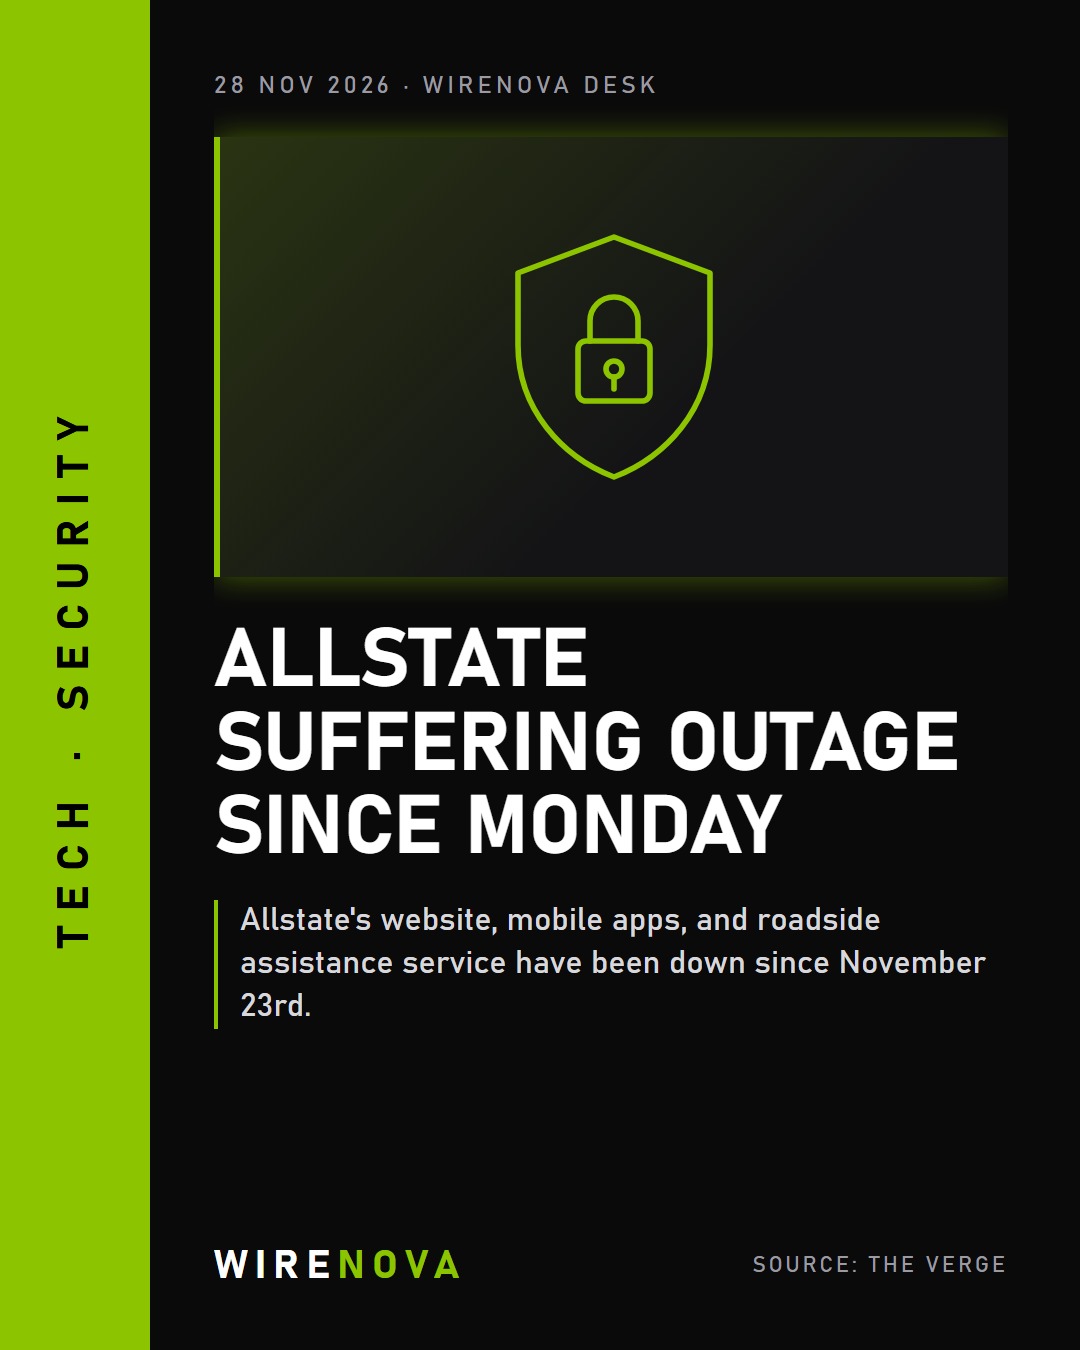 28 NOV 2026 · WIRENOVA DESK
TECH · SECURITY
ALLSTATE
SUFFERING OUTAGE
SINCE MONDAY
Allstate's website, mobile apps, and roadside
assistance service have been down since November
23rd.
WIRENOVA
SOURCE: THE VERGE